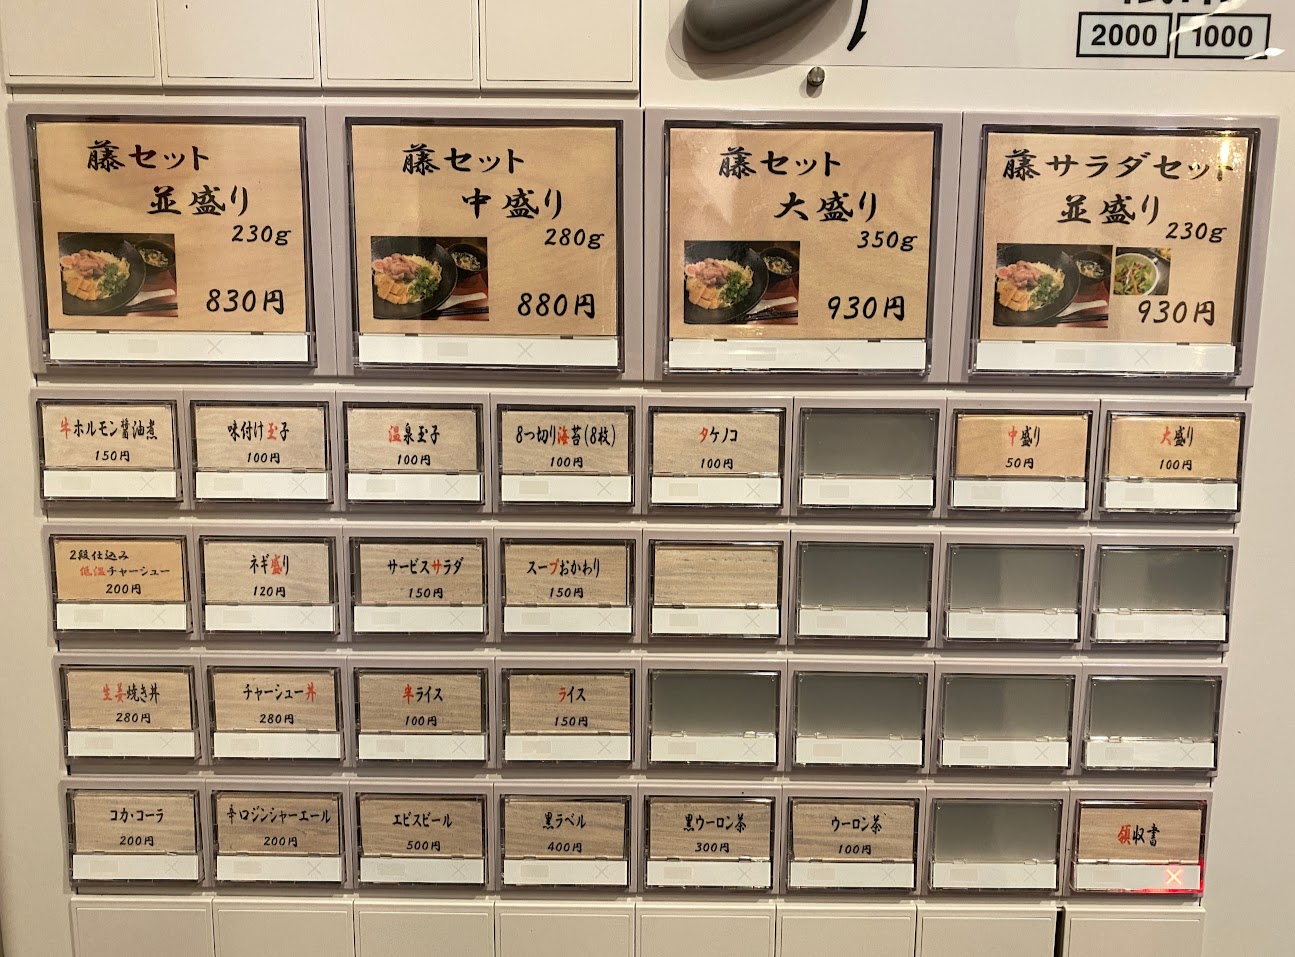 2000 1000
藤セット
並盛り
230g
830円
藤セット
中盛り
280g
880円
藤セット
大盛り
350g
930円
藤サラダセット
並盛り
230g
930円
牛ホルモン醤油煮
150円
味付け玉子
100円
温泉玉子
100円
8つ切り海苔(8枚)
100円
タケノコ
100円
中盛り
50円
大盛り
100円
2段仕込み
低温チャーシュー
200円
ネギ盛り
120円
サービスサラダ
150円
スープおかわり
150円
生姜焼き丼
280円
チャーシュー丼
280円
半ライス
100円
ライス
150円
コカ・コーラ
200円
辛口ジンジャーエール
200円
エビスビール
500円
黒ラベル
400円
黒ウーロン茶
300円
ウーロン茶
100円
領収書